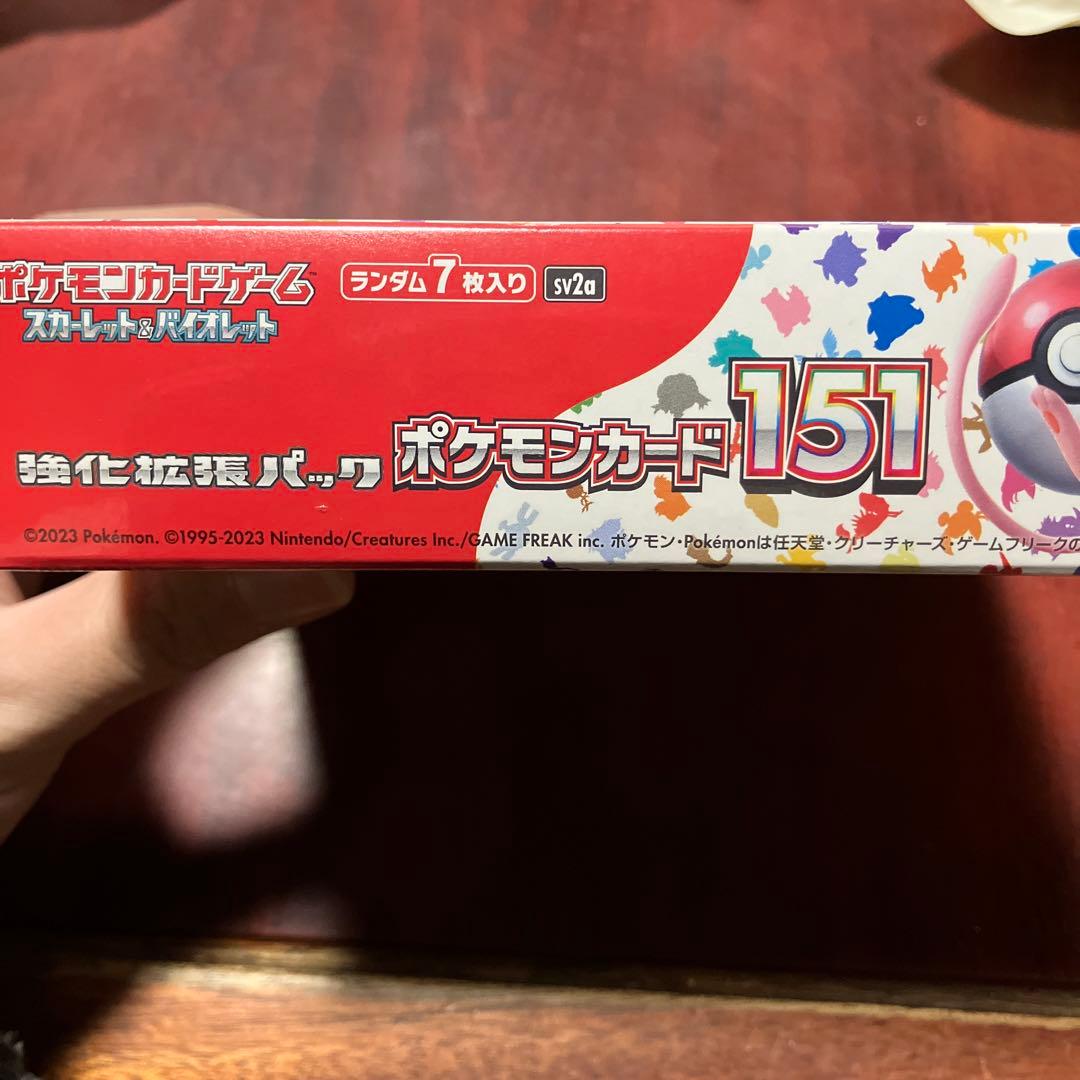 ポケモンカードゲーム™
スカーレット&バイオレット
ランダム7枚入り
sv2a
強化拡張パック
ポケモンカード151
©2023 Pokémon. ©1995-2023 Nintendo/Creatures Inc./GAME FREAK inc. ポケモン・Pokémonは任天堂・クリーチャーズ・ゲームフリークの